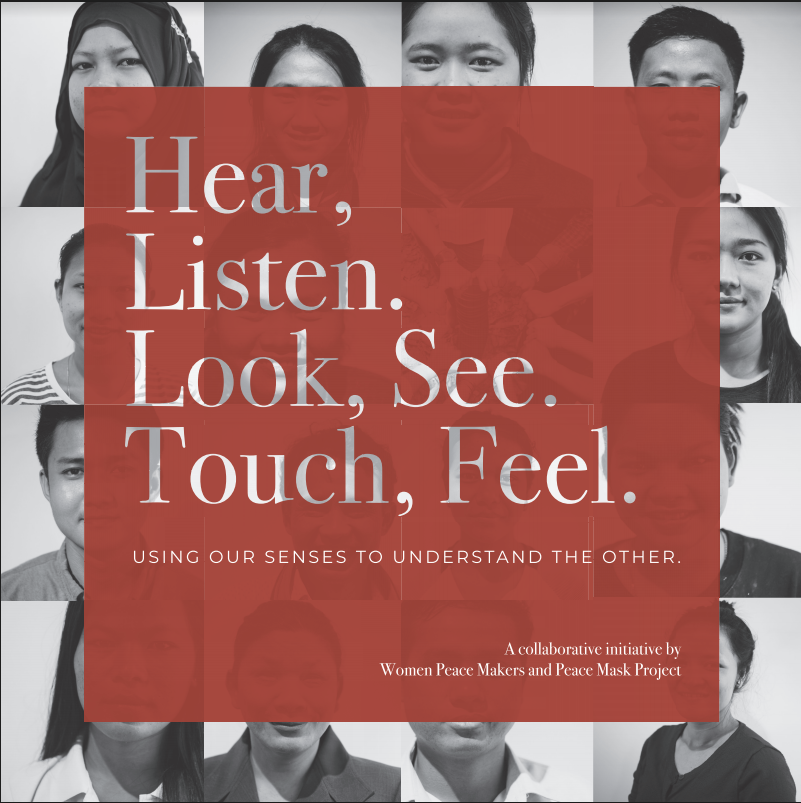 Hear,
Listen.
Look, See.
Touch, Feel.
USING OUR SENSES TO UNDERSTAND THE OTHER.
A collaborative initiative by
Women Peace Makers and Peace Mask Project